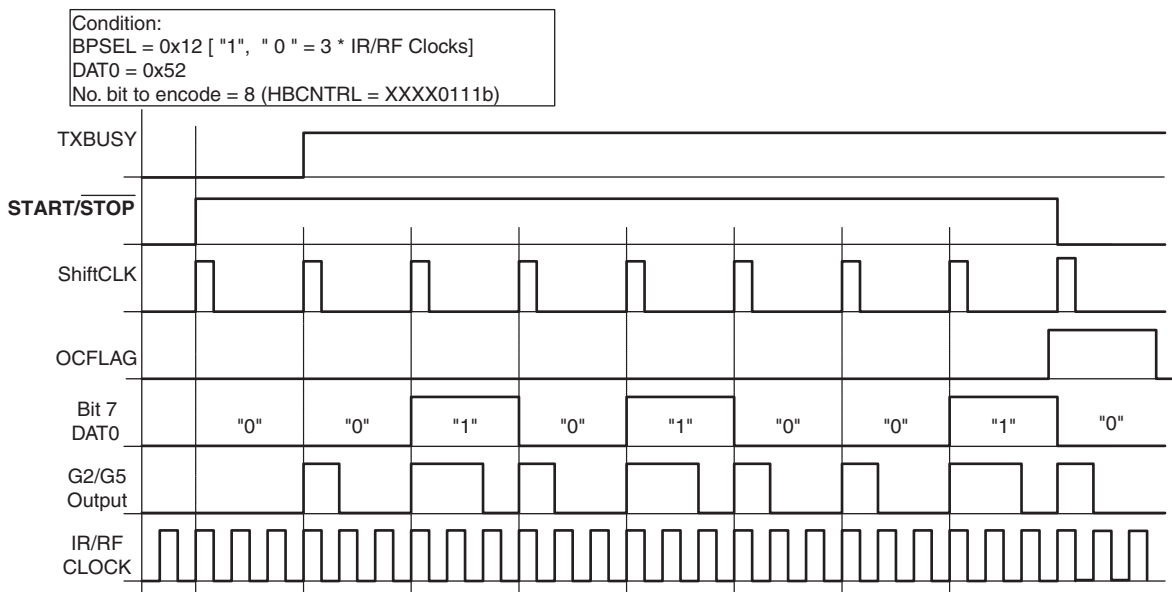 Condition:
BPSEL = 0x12 [ "1", " 0 " = 3 * IR/RF Clocks]
DAT0 = 0x52
No. bit to encode = 8 (HBCNTRL = XXXX0111b)
TXBUSY
START/STOP
ShiftCLK
OCFLAG
Bit 7
DAT0
"0" "0" "1" "0" "1" "0" "0" "1" "0"
G2/G5
Output
IR/RF
CLOCK